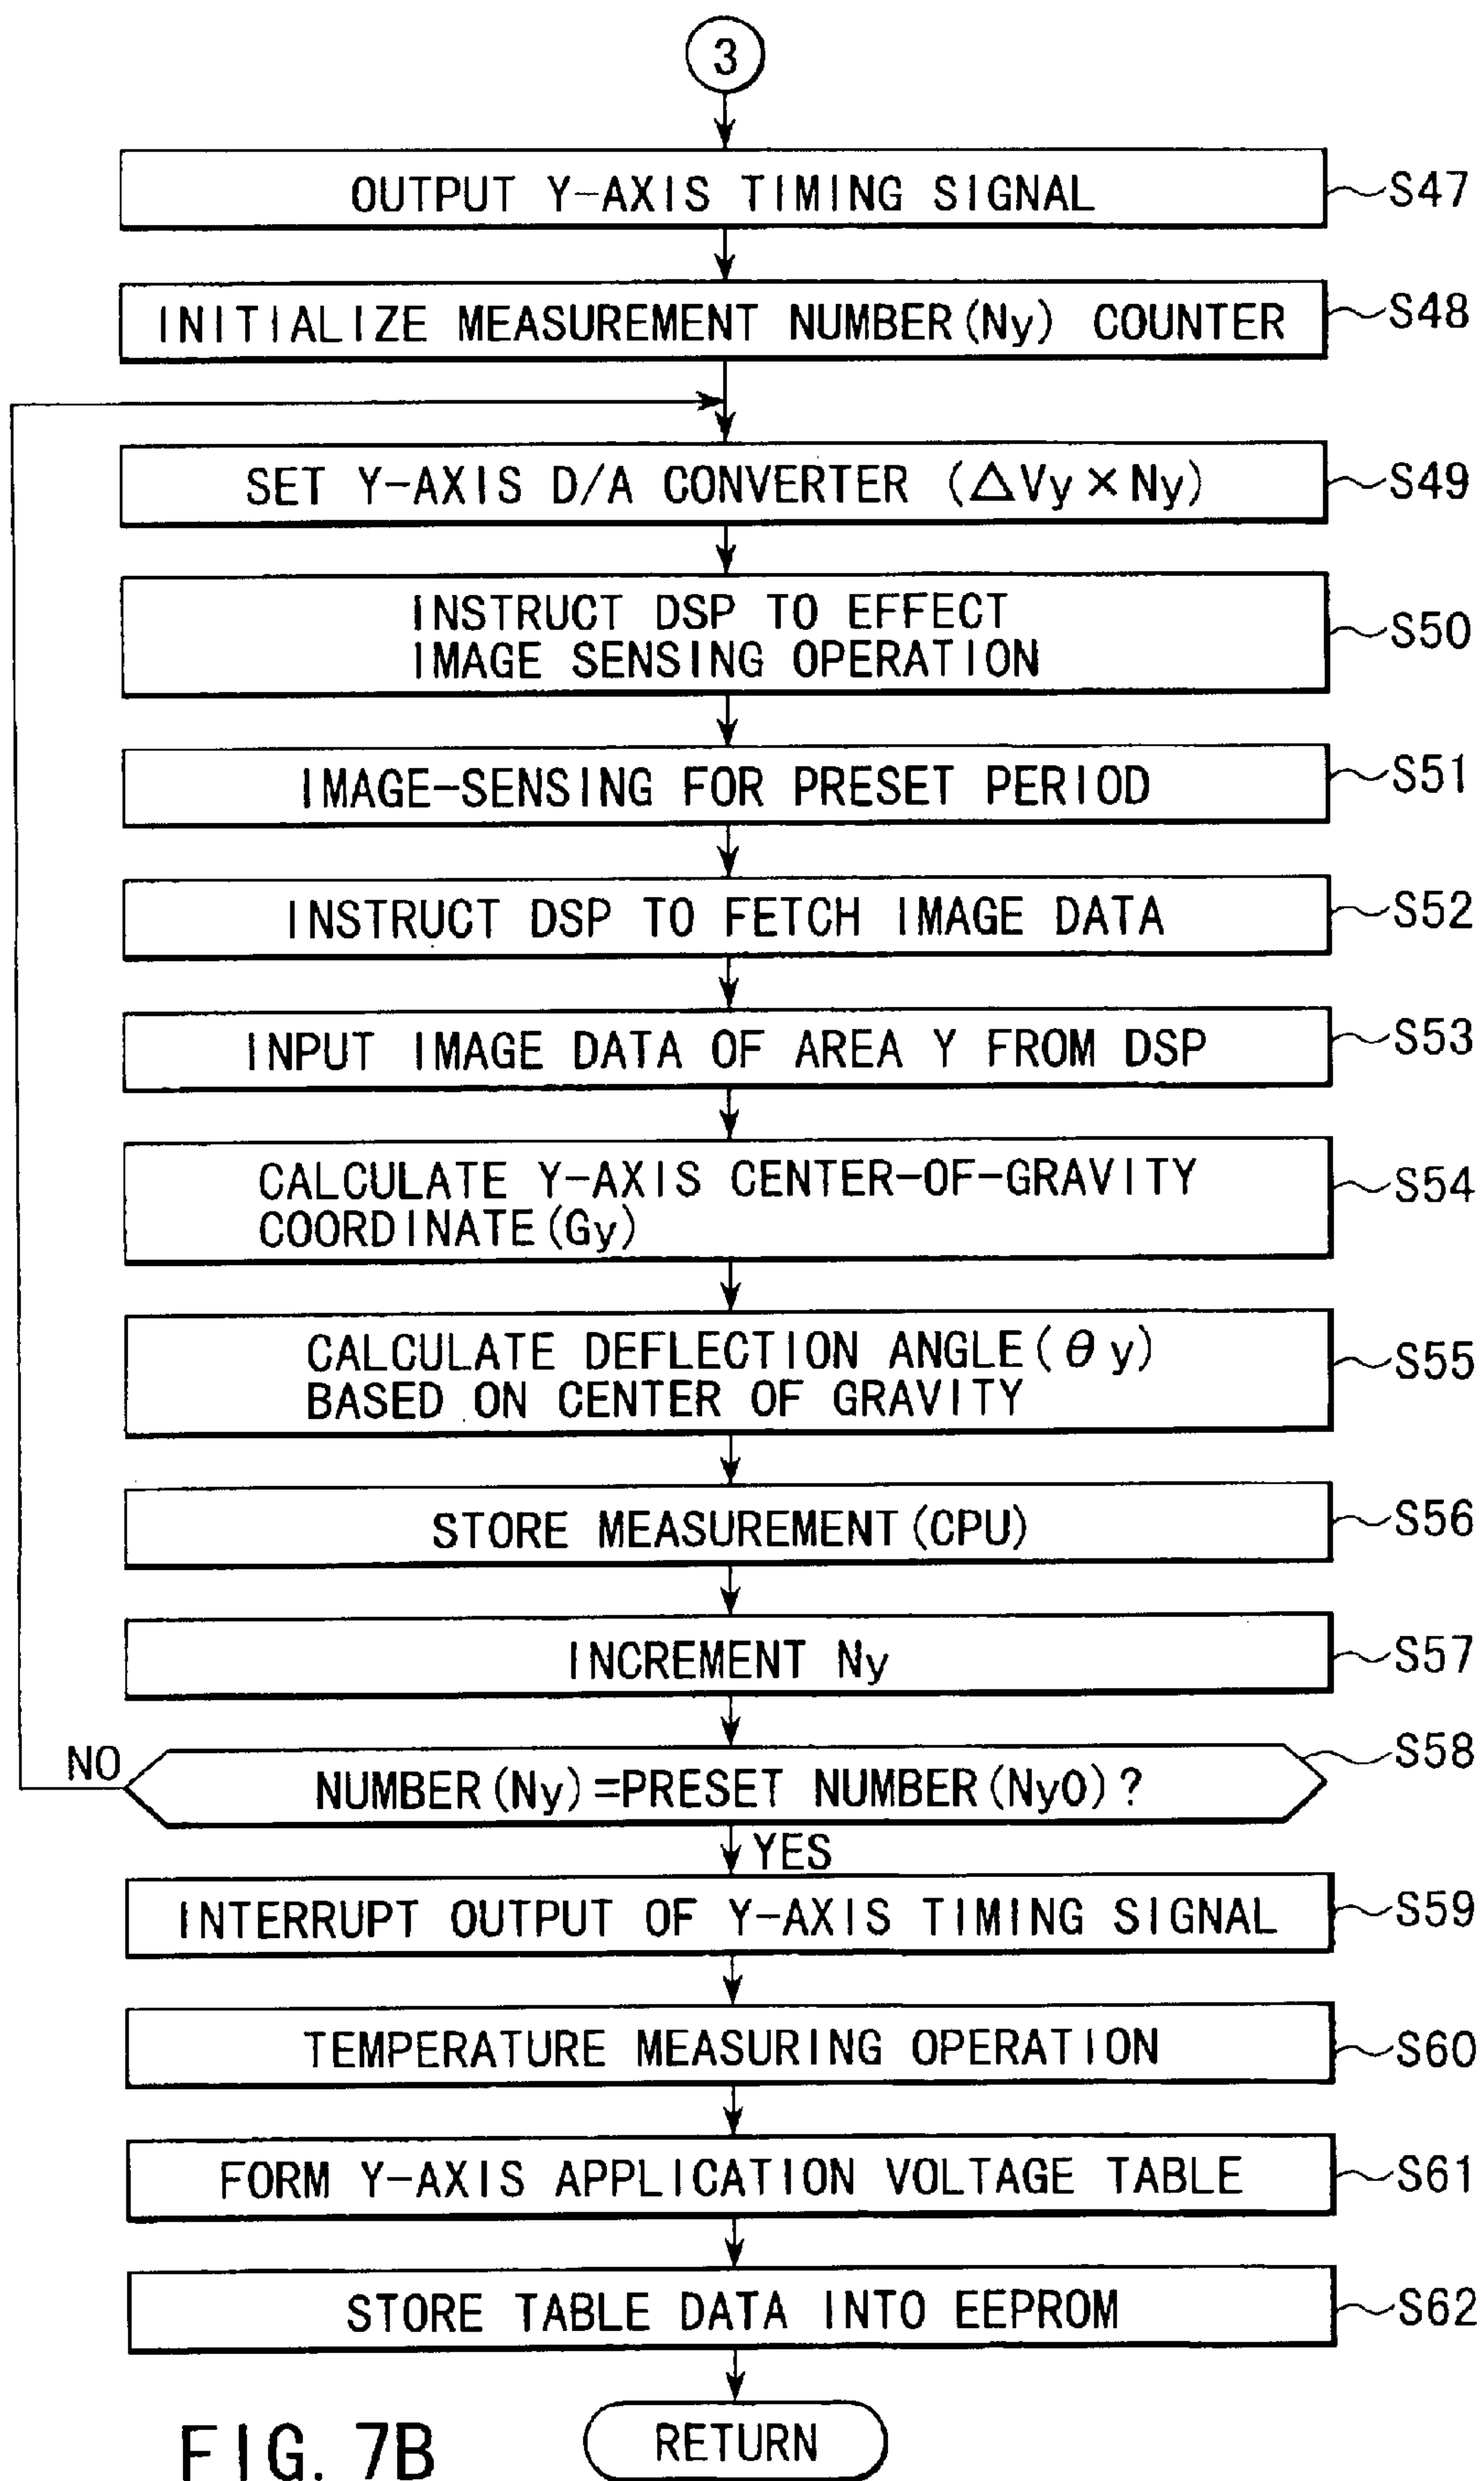 3
OUTPUT Y-AXIS TIMING SIGNAL
S47
INITIALIZE MEASUREMENT NUMBER(Ny) COUNTER
S48
SET Y-AXIS D/A CONVERTER (△Vy×Ny)
S49
INSTRUCT DSP TO EFFECT
IMAGE SENSING OPERATION
S50
IMAGE-SENSING FOR PRESET PERIOD
S51
INSTRUCT DSP TO FETCH IMAGE DATA
S52
INPUT IMAGE DATA OF AREA Y FROM DSP
S53
CALCULATE Y-AXIS CENTER-OF-GRAVITY
COORDINATE(Gy)
S54
CALCULATE DEFLECTION ANGLE(θy)
BASED ON CENTER OF GRAVITY
S55
STORE MEASUREMENT(CPU)
S56
INCREMENT Ny
S57
NO
NUMBER(Ny)=PRESET NUMBER(Ny0)?
S58
YES
INTERRUPT OUTPUT OF Y-AXIS TIMING SIGNAL
S59
TEMPERATURE MEASURING OPERATION
S60
FORM Y-AXIS APPLICATION VOLTAGE TABLE
S61
STORE TABLE DATA INTO EEPROM
S62
RETURN
FIG. 7B